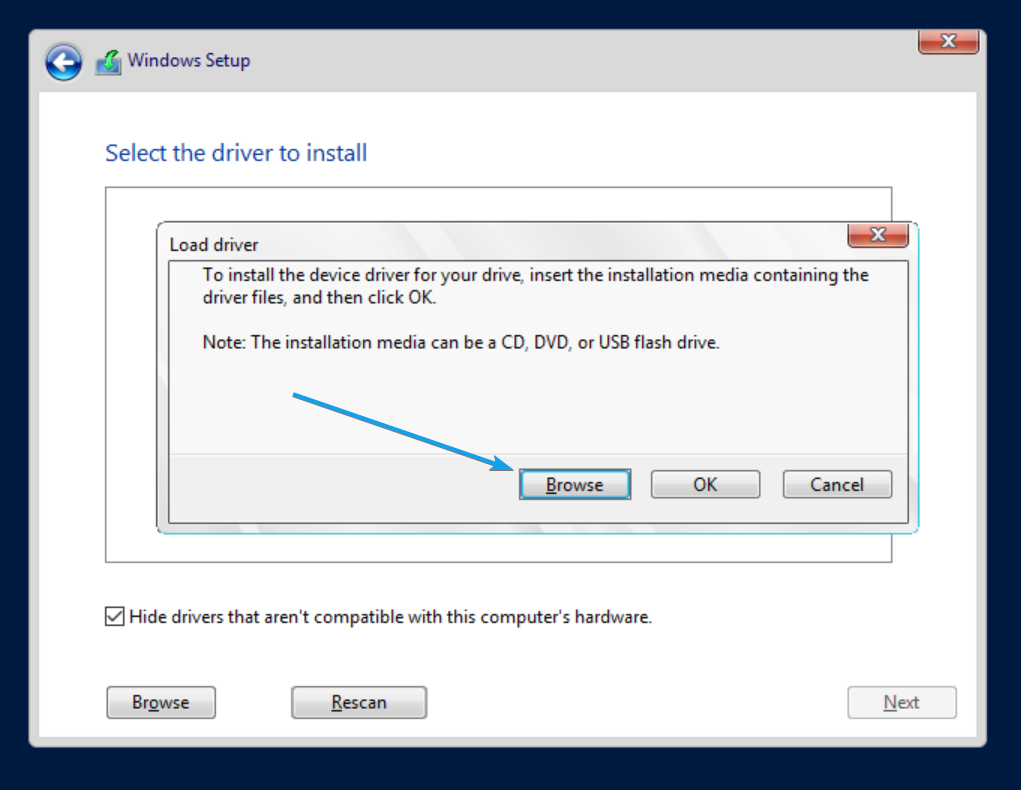 Windows Setup
Select the driver to install
Load driver
To install the device driver for your drive, insert the installation media containing the
driver files, and then click OK.
Note: The installation media can be a CD, DVD, or USB flash drive.
Browse
OK
Cancel
Hide drivers that aren't compatible with this computer's hardware.
Browse
Rescan
Next